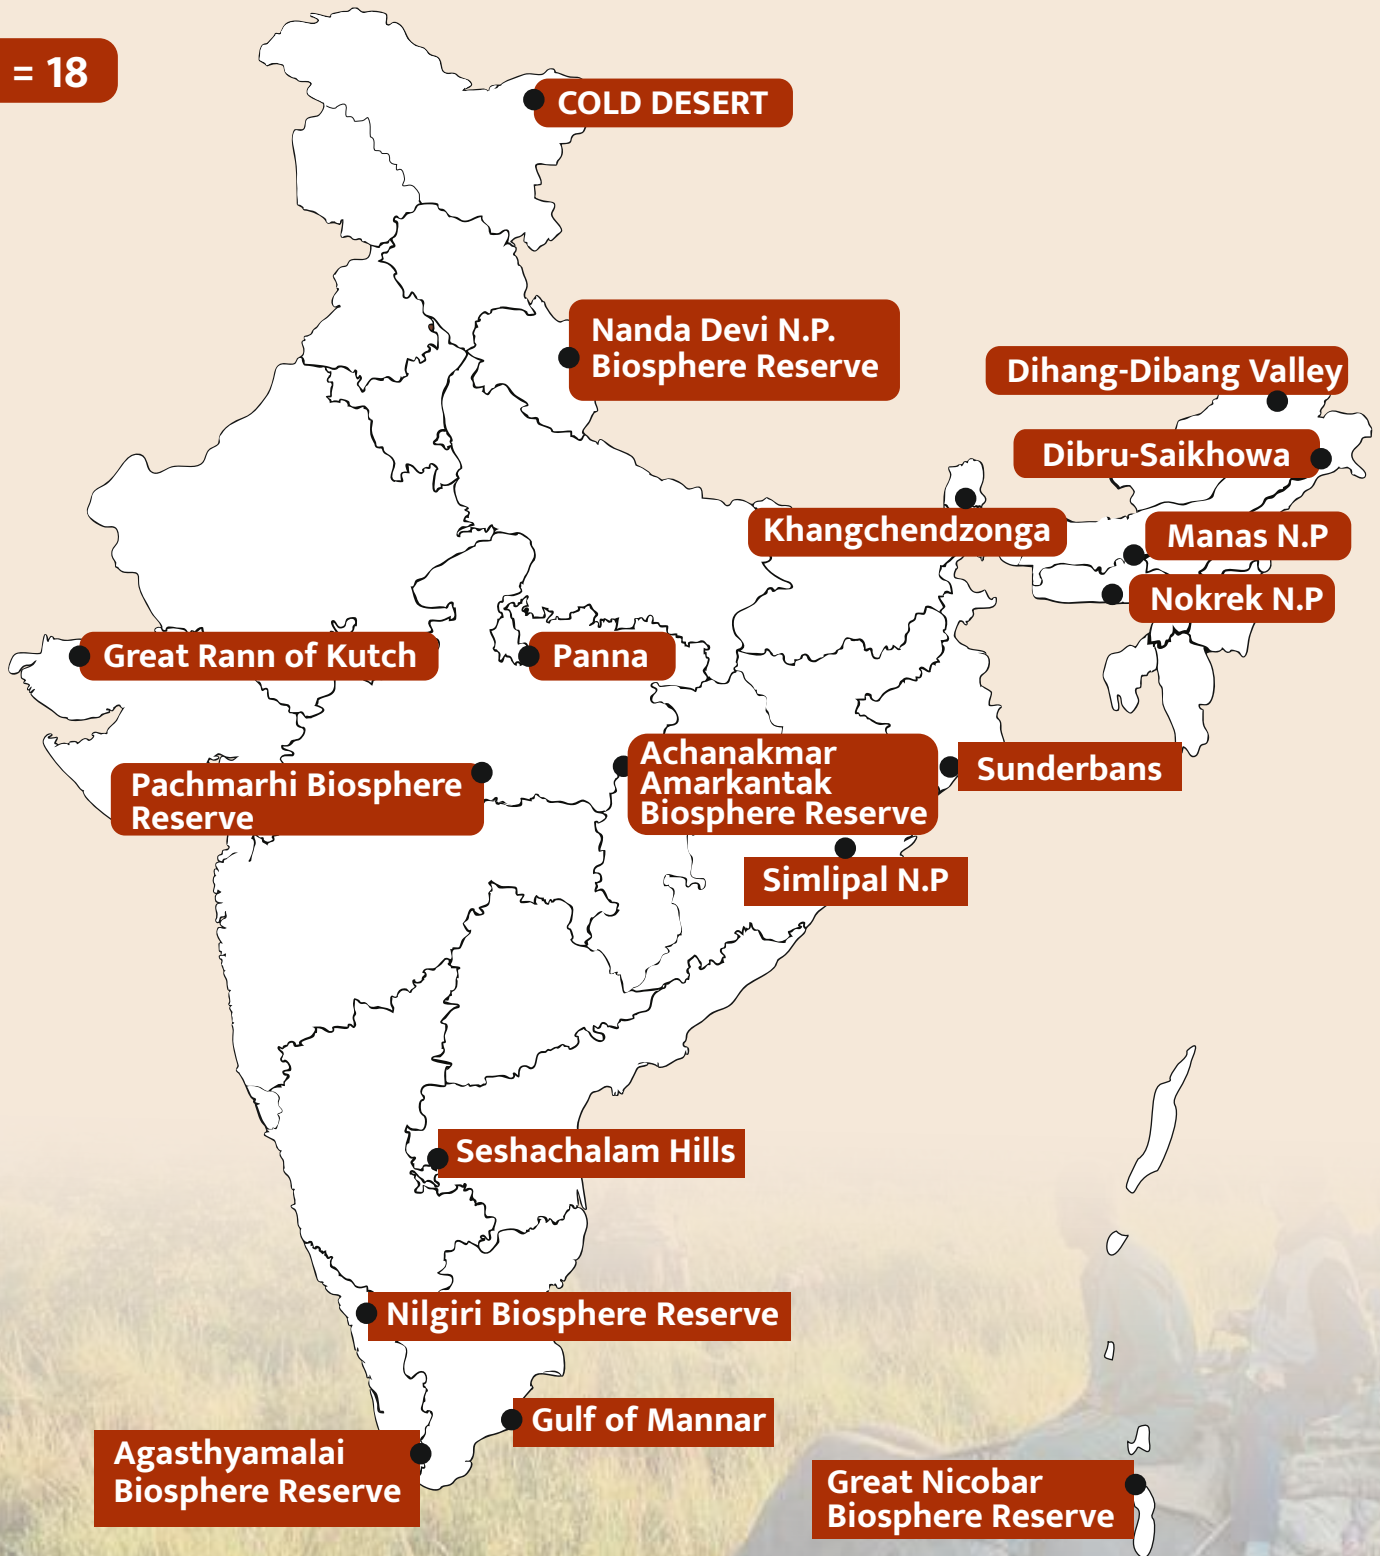 = 18
COLD DESERT
Nanda Devi N.P.
Biosphere Reserve
Dihang-Dibang Valley
Dibru-Saikhowa
Khangchendzonga
Manas N.P
Nokrek N.P
Great Rann of Kutch
Panna
Pachmarhi Biosphere
Reserve
Achanakmar
Amarkantak
Biosphere Reserve
Sunderbans
Simlipal N.P
Seshachalam Hills
Nilgiri Biosphere Reserve
Gulf of Mannar
Agasthyamalai
Biosphere Reserve
Great Nicobar
Biosphere Reserve